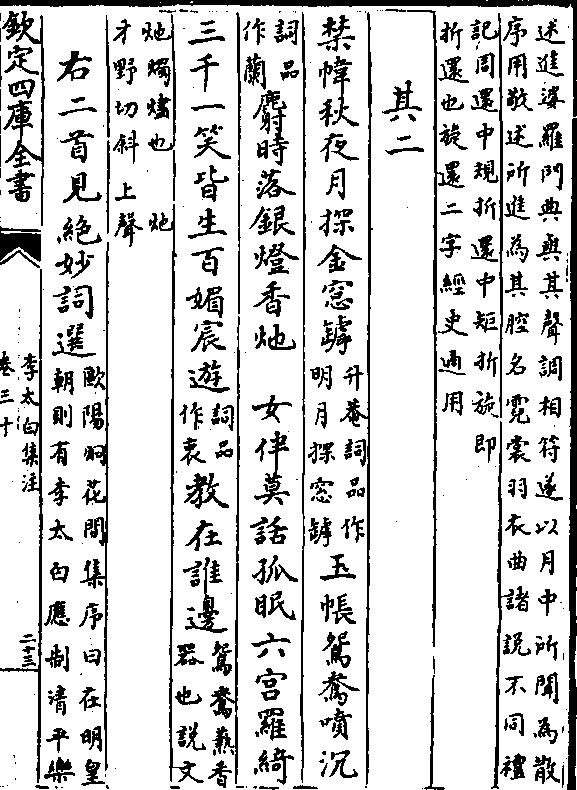 述進婆羅門典與其聲調相符遂以月中所聞為散
序用敬述所進為其腔名霓裳羽衣曲諸説不同禮
記周還中規折還中矩折旋即
折還也旋還二字經史通用
其二
禁幃秋夜月探金窓罅升菴詞品作明月探窓罅玉帳鴛鴦噴沉
詞品作蘭麝時落銀燈香灺 女伴莫話孤眠六宫羅綺
三千一笑皆生百媚宸遊詞品作衷教在誰邊鴛鴦薰香器也説文
灺燭燼也 灺
才野切斜上聲
右二首見絶妙詞選歐陽烱花間集序曰在明皇朝則有李太白應制清平樂
欽定四庫全書
李太白集注
卷三十
二十三